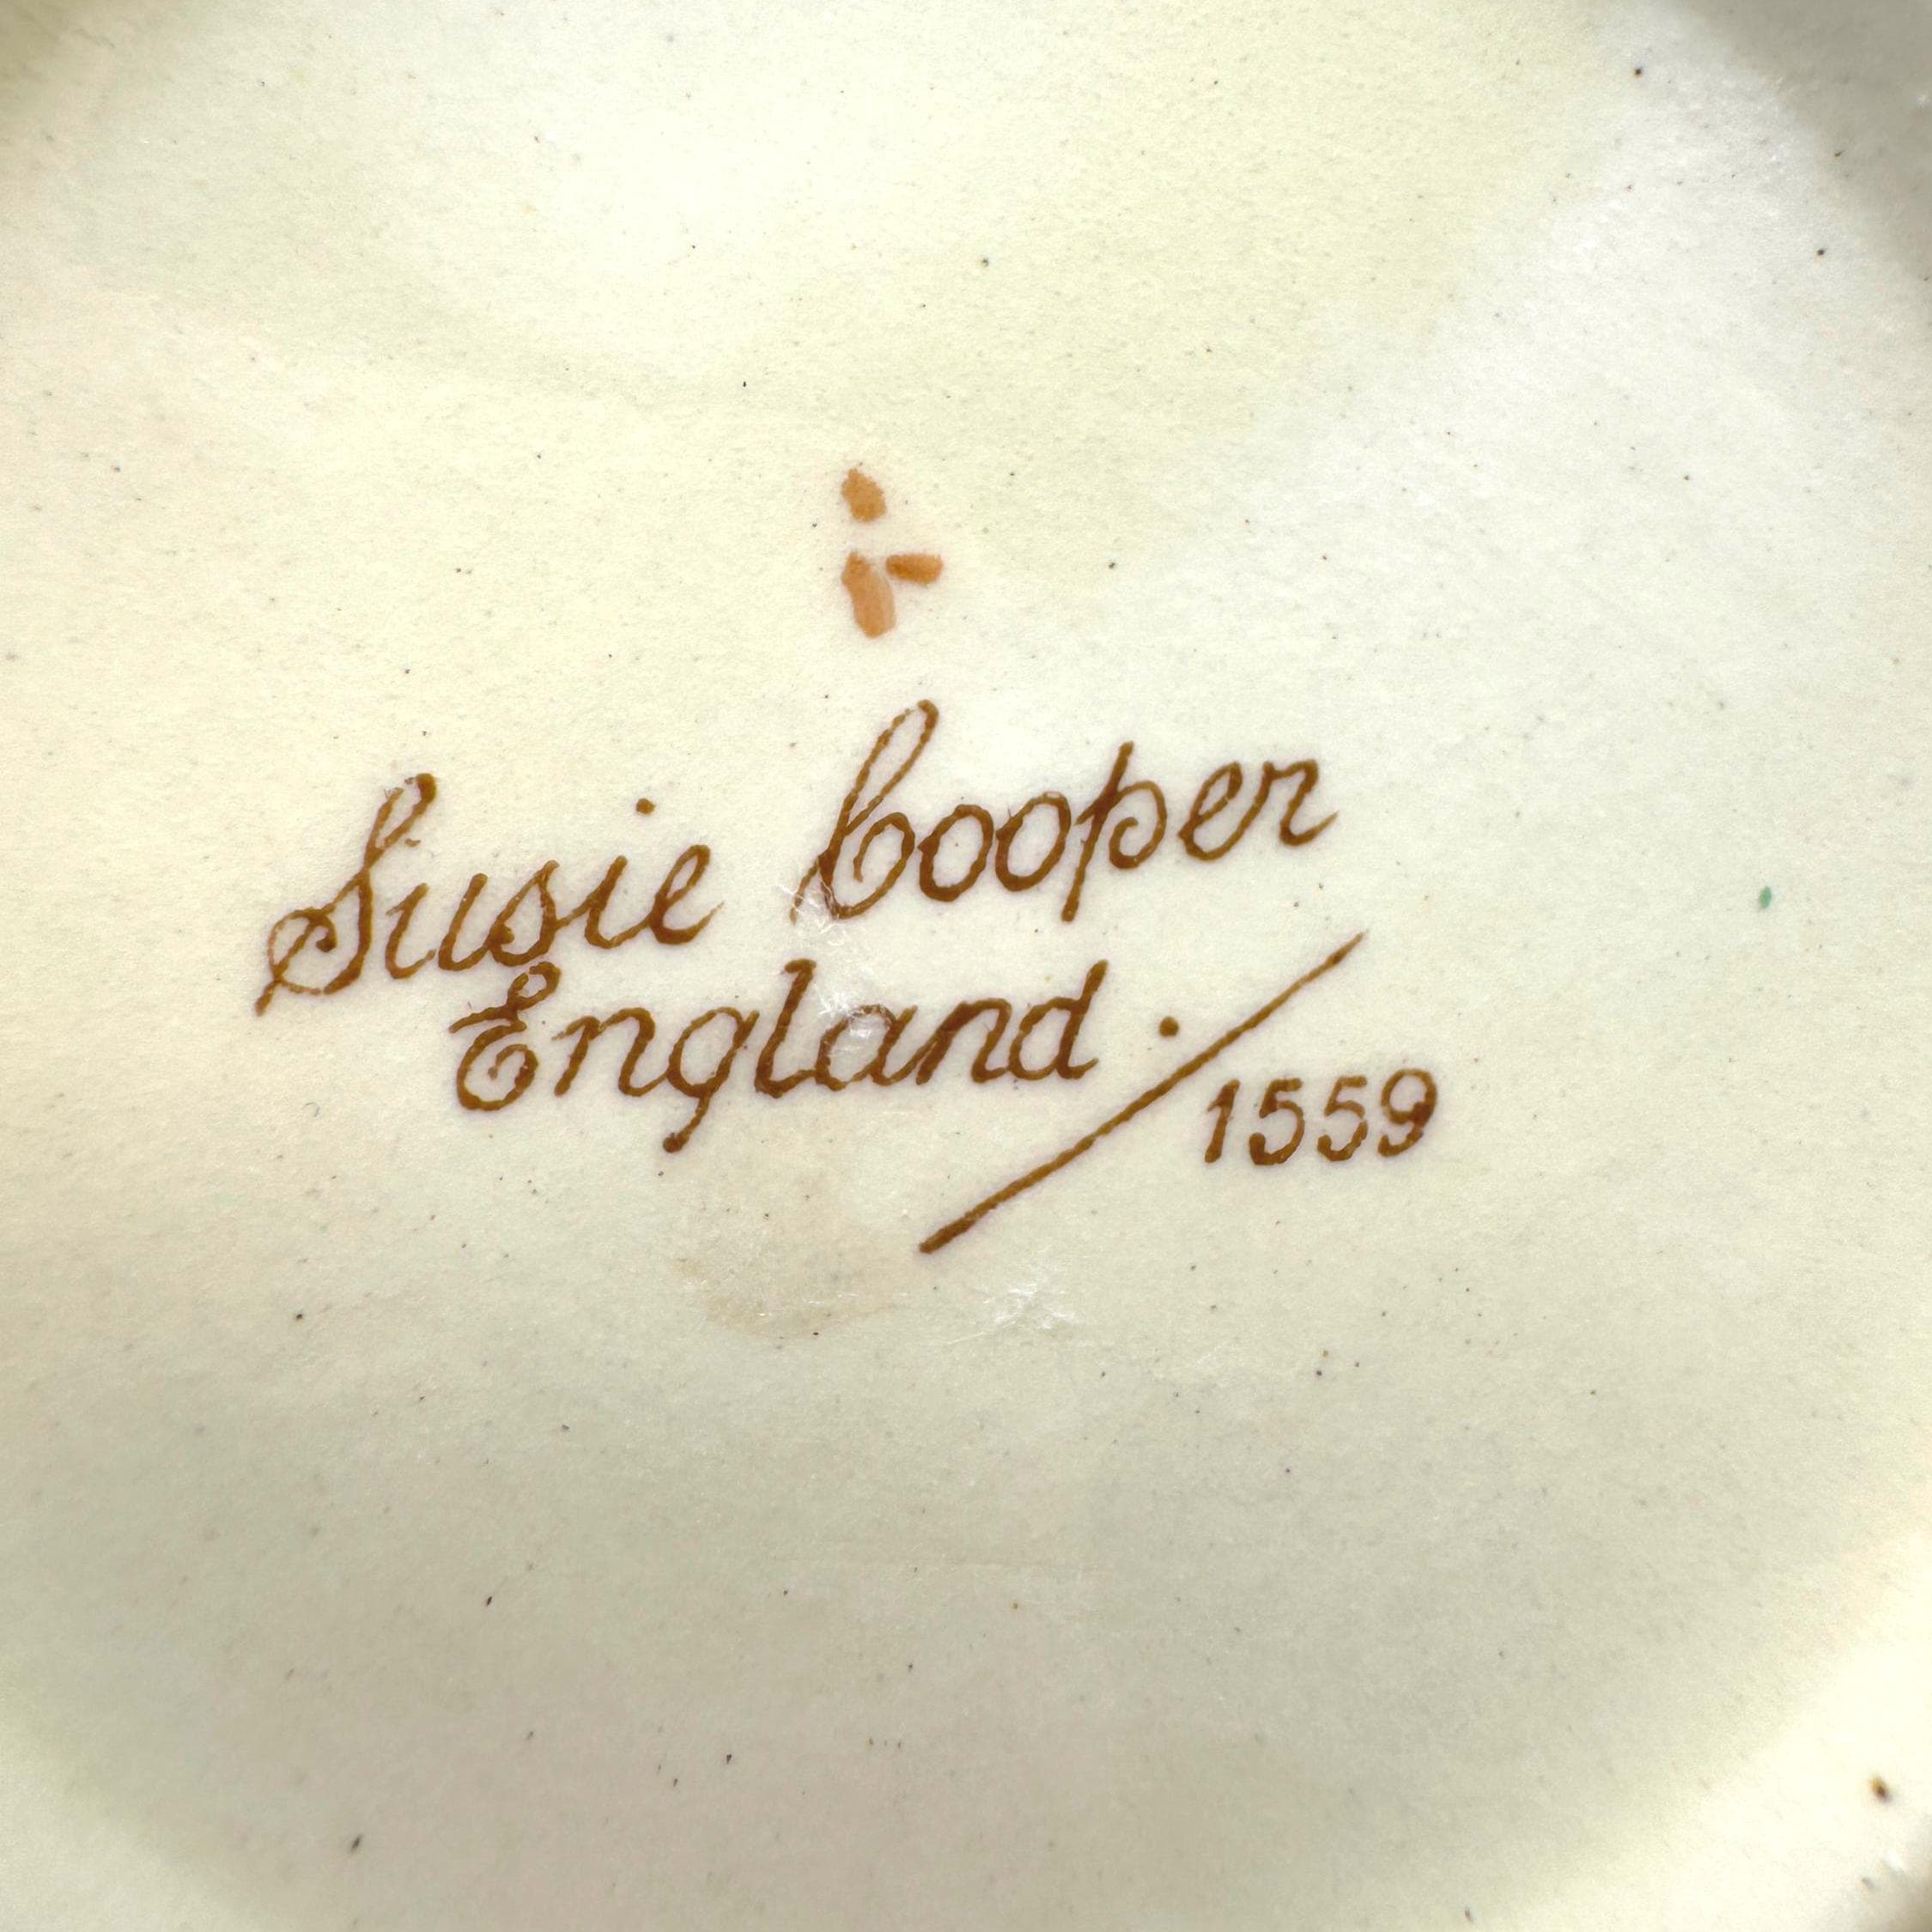 Susie Cooper
England. / 1559